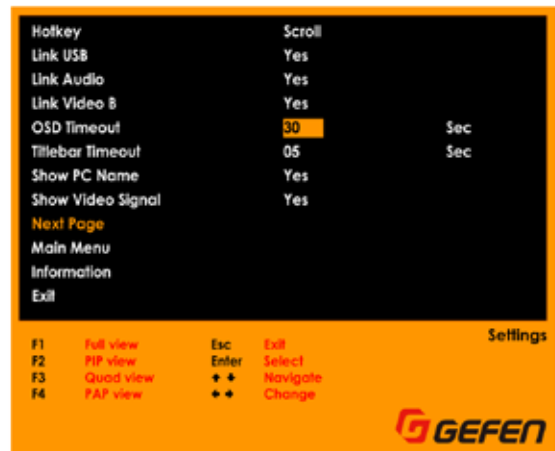 Hotkey Scroll
Link USB Yes
Link Audio Yes
Link Video B Yes
OSD Timeout 30 Sec
Titlebar Timeout 05 Sec
Show PC Name Yes
Show Video Signal Yes
Next Page
Main Menu
Information
Exit
Settings
F1 Full view Esc Exit
F2 PIP view Enter Select
F3 Quad view Navigate
F4 PAP view Change
GEFEN